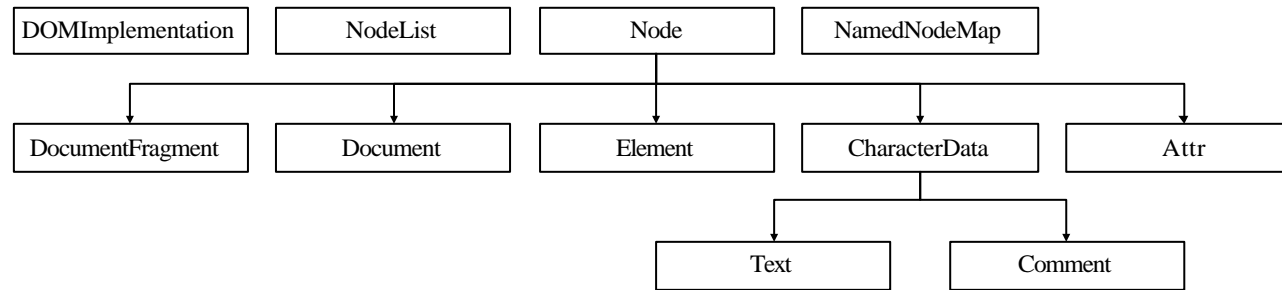 DOMImplementation
NodeList
Node
NamedNodeMap
DocumentFragment
Document
Element
CharacterData
Attr
Text
Comment